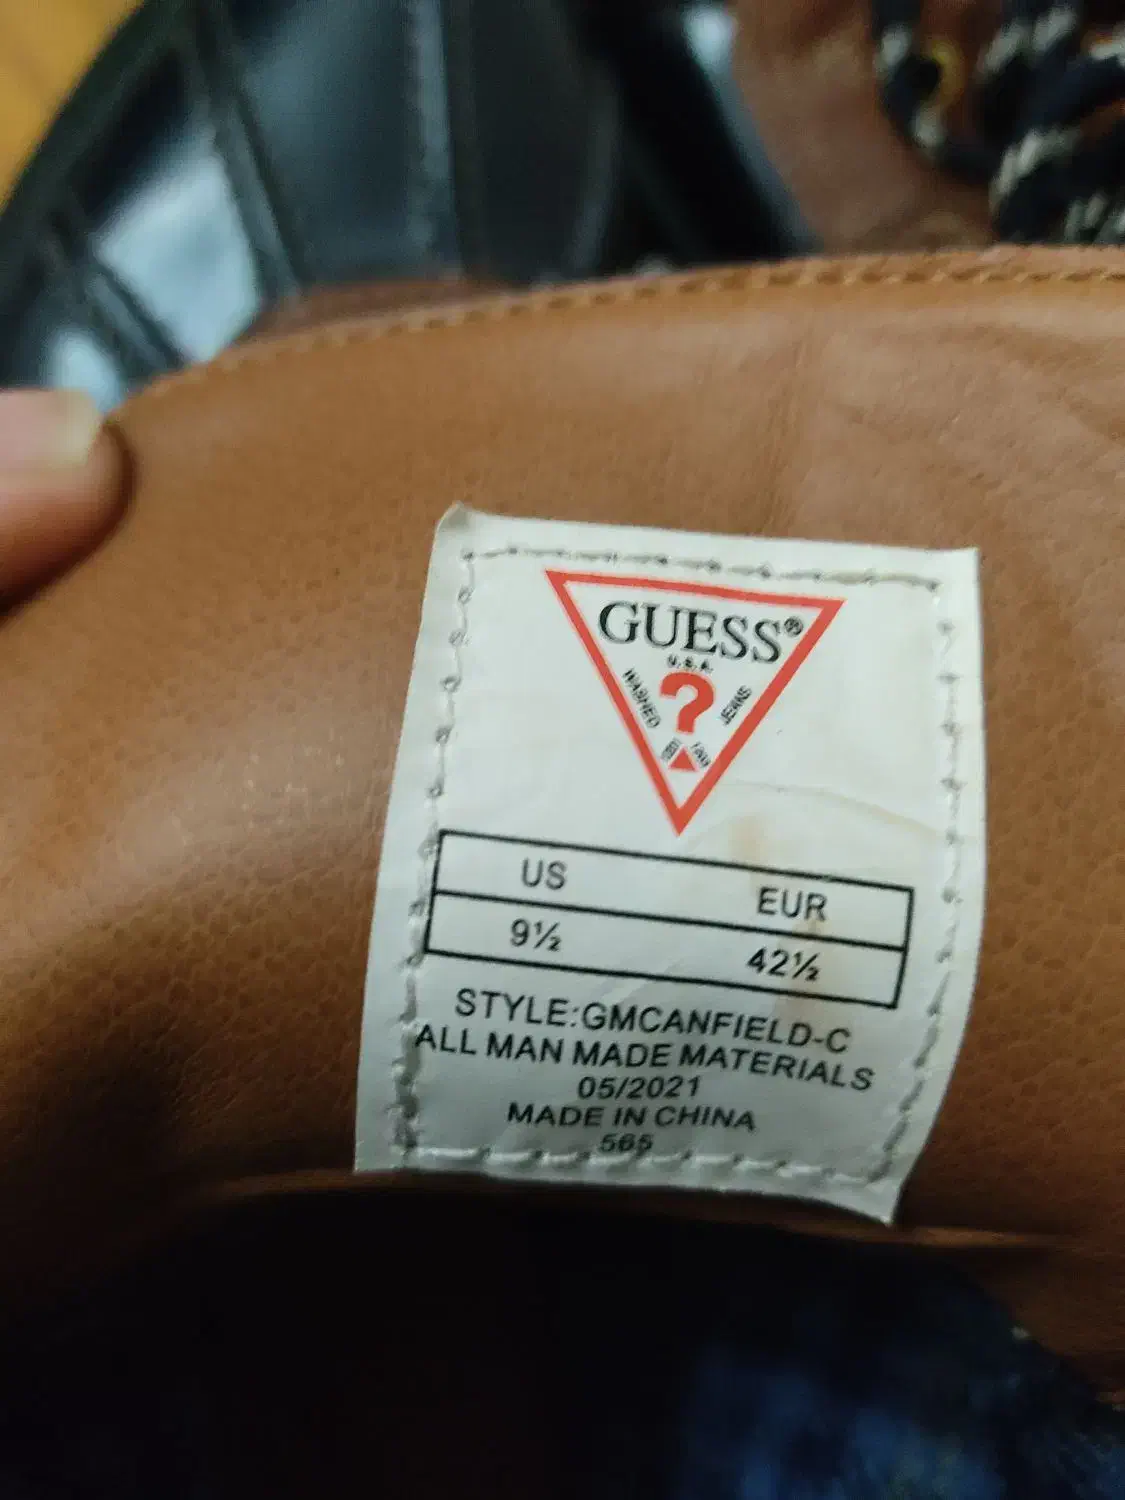 GUESS®
U.S.A.
WASHED JEANS
?
US EUR
9½ 42½
STYLE:GMCANFIELD-C
ALL MAN MADE MATERIALS
05/2021
MADE IN CHINA
565